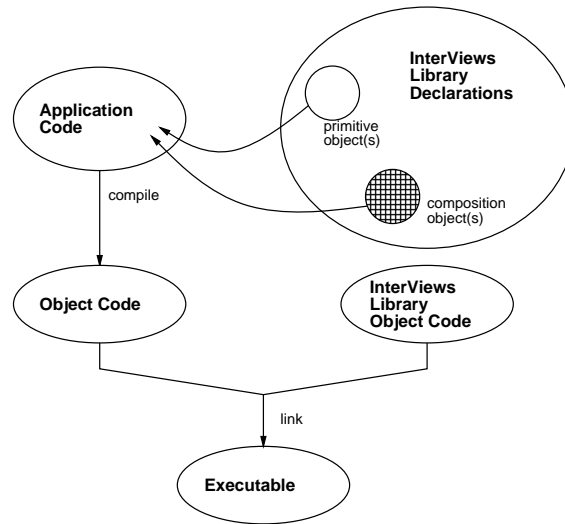 InterViews
Library
Declarations
Application
Code
primitive
object(s)
compile
composition
object(s)
Object Code
InterViews
Library
Object Code
link
Executable